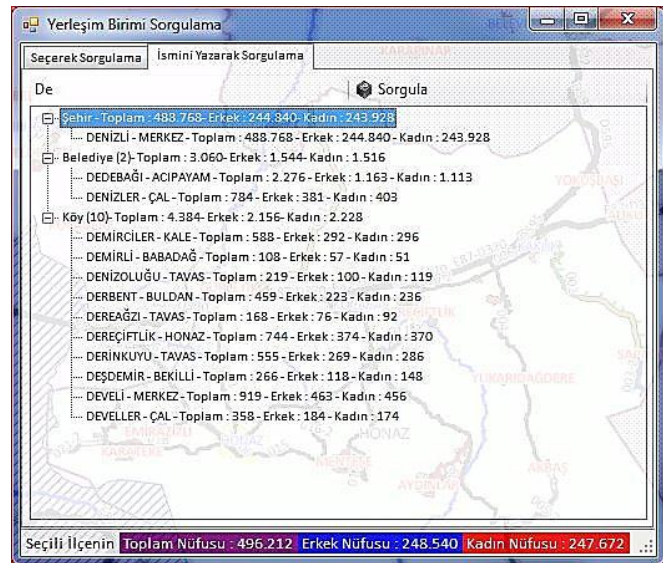 Yerleşim Birimi Sorgulama
Seçerek Sorgulama İsmini Yazarak Sorgulama
De Sorgula
Şehir - Toplam : 488.768- Erkek : 244.840- Kadın : 243.928
DENİZLİ - MERKEZ - Toplam : 488.768 - Erkek : 244.840 - Kadın : 243.928
Belediye (2)- Toplam : 3.060- Erkek : 1.544- Kadın : 1.516
DEDEBAĞI - ACIPAYAM - Toplam : 2.276 - Erkek : 1.163 - Kadın : 1.113
DENİZLER - ÇAL - Toplam : 784 - Erkek : 381 - Kadın : 403
Köy (10)- Toplam : 4.384- Erkek : 2.156- Kadın : 2.228
DEMİRCİLER - KALE - Toplam : 588 - Erkek : 292 - Kadın : 296
DEMİRLİ - BABADAĞ - Toplam : 108 - Erkek : 57 - Kadın : 51
DENİZOLUĞU - TAVAS - Toplam : 219 - Erkek : 100 - Kadın : 119
DERBENT - BULDAN - Toplam : 459 - Erkek : 223 - Kadın : 236
DEREAĞZI - TAVAS - Toplam : 168 - Erkek : 76 - Kadın : 92
DEREÇİFTLİK - HONAZ - Toplam : 744 - Erkek : 374 - Kadın : 370
DERİNKUYU - TAVAS - Toplam : 555 - Erkek : 269 - Kadın : 286
DEŞDEMİR - BEKİLLİ - Toplam : 266 - Erkek : 118 - Kadın : 148
DEVELİ - MERKEZ - Toplam : 919 - Erkek : 463 - Kadın : 456
DEVELLER - ÇAL - Toplam : 358 - Erkek : 184 - Kadın : 174
KARAPINAR
YOKUŞBAŞI
YUKARIDAĞDERE
HONAZ
HONAZ
KARATEKE
MENTEŞE
AKBAŞ
AYDINLAR
Seçili İlçenin Toplam Nüfusu : 496.212 Erkek Nüfusu : 248.540 Kadın Nüfusu : 247.672